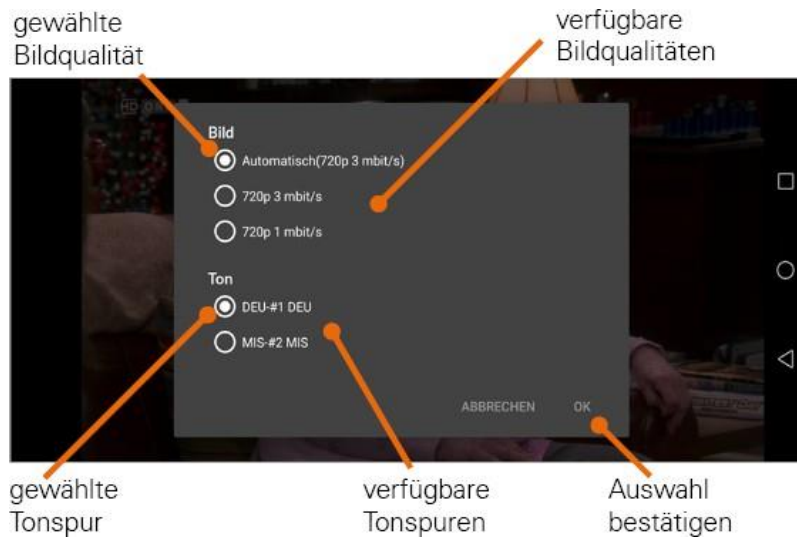 gewählte
Bildqualität
verfügbare
Bildqualitäten
HD
Bild
Automatisch(720p 3 mbit/s)
720p 3 mbit/s
720p 1 mbit/s
Ton
DEU-#1 DEU
MIS-#2 MIS
ABBRECHEN OK
gewählte
Tonspur
verfügbare
Tonspuren
Auswahl
bestätigen